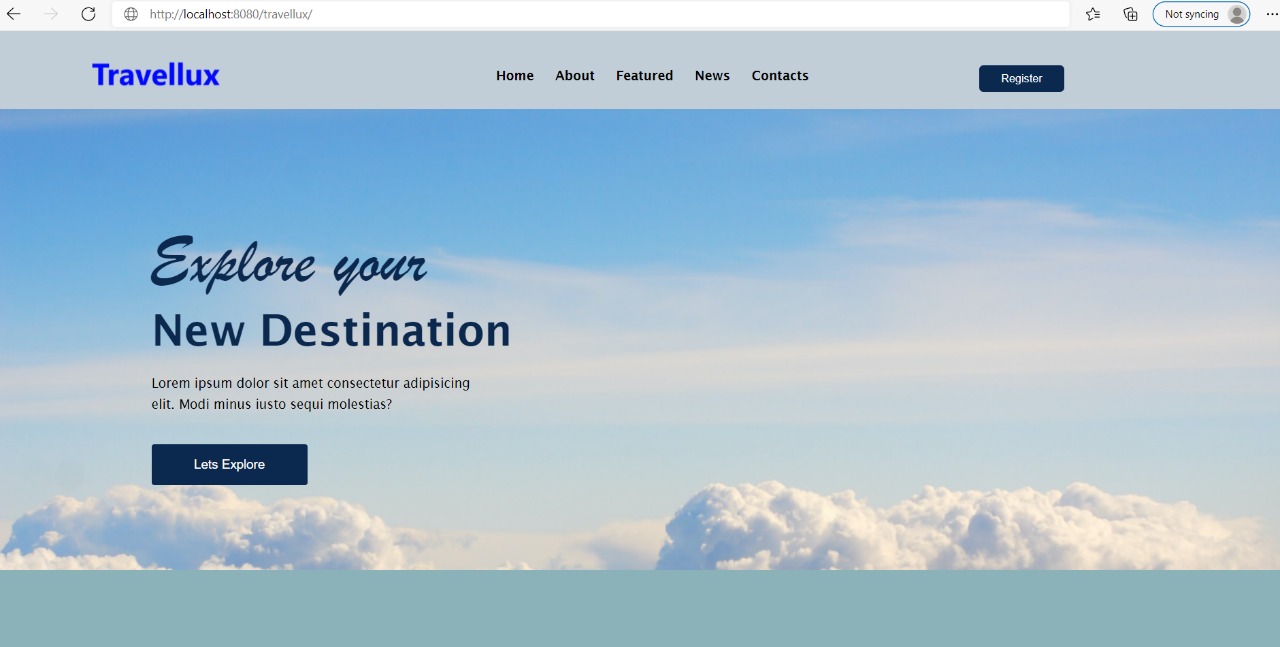 http://localhost:8080/travellux/
Not syncing
Travellux
Home About Featured News Contacts
Register
Explore your
New Destination
Lorem ipsum dolor sit amet consectetur adipisicing
elit. Modi minus iusto sequi molestias?
Lets Explore